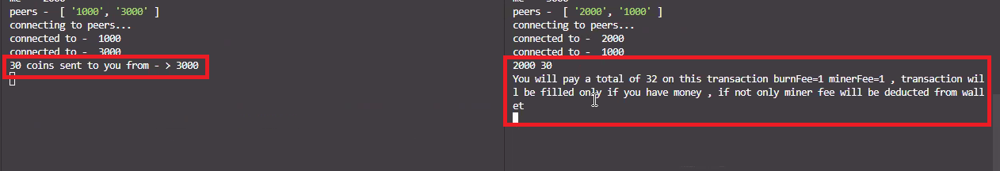 peers -  [ '1000', '3000' ]
connecting to peers...
connected to -  1000
connected to -  3000
30 coins sent to you from - > 3000
peers -  [ '2000', '1000' ]
connecting to peers...
connected to -  2000
connected to -  1000
2000 30
You will pay a total of 32 on this transaction burnFee=1 minerFee=1 , transaction wil
l be filled only if you have money , if not only miner fee will be deducted from wall
et